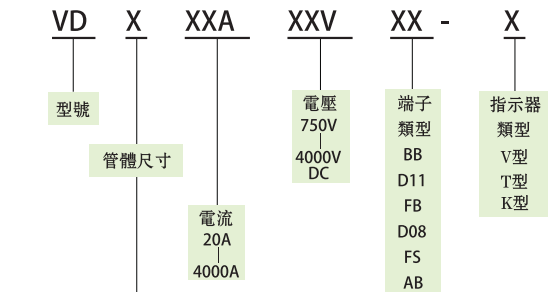 VD X XXA XXV XX - X
型號
管體尺寸
電流
20A
4000A
電壓
750V
4000V
DC
端子
類型
BB
D11
FB
D08
FS
AB
指示器
類型
V型
T型
K型